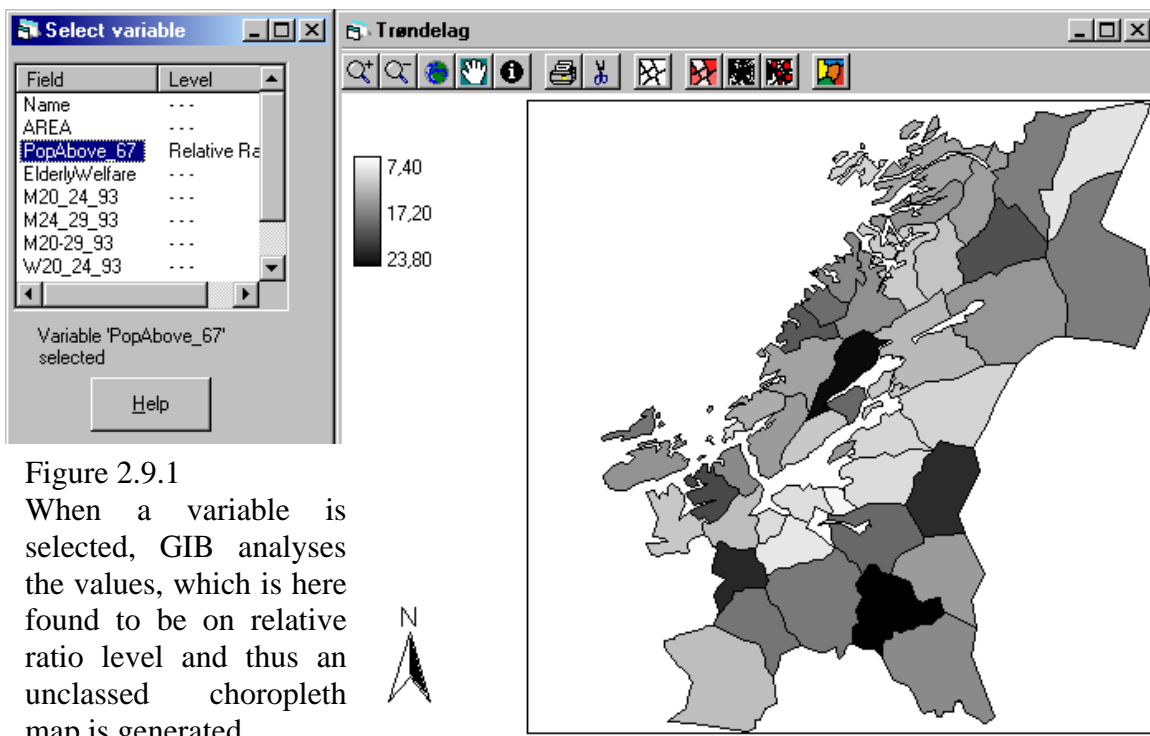 Select variable
Field Level
Name - - -
AREA - - -
PopAbove_67 Relative Ra
ElderlyWelfare - - -
M20_24_93 - - -
M24_29_93 - - -
M20-29_93 - - -
W20_24_93 - - -
Variable 'PopAbove_67'
selected
Help
Trøndelag
7,40
17,20
23,80
N
Figure 2.9.1
When a variable is
selected, GIB analyses
the values, which is here
found to be on relative
ratio level and thus an
unclassed choropleth
map is generated